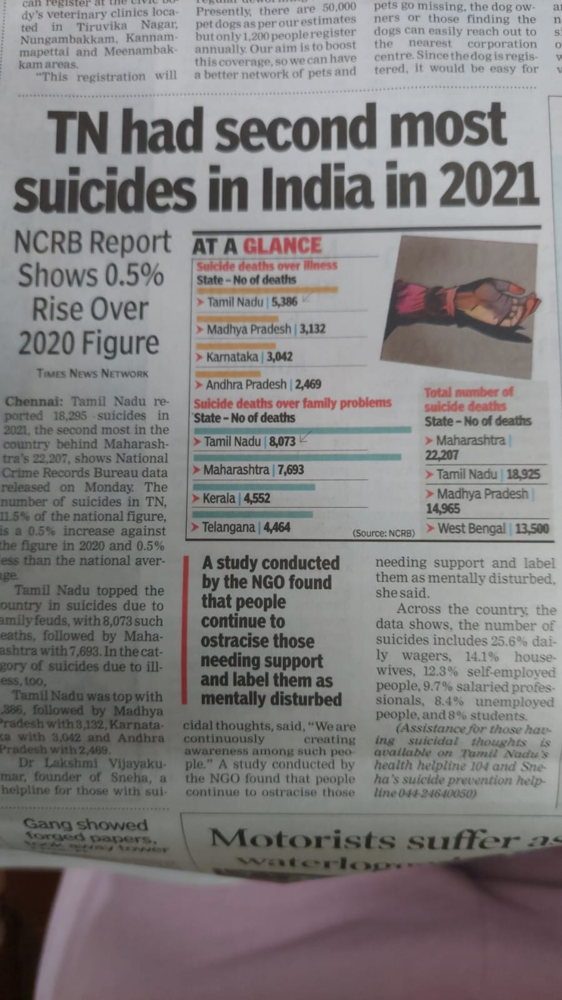 can register at the civic bo-
dy's veterinary clinics loca-
ted in Tiruvika Nagar,
Nungambakkam, Kannam-
mapettai and Meenambak-
kam areas.
"This registration will
Presently, there are 50,000
pet dogs as per our estimates
but only 1,200 people register
annually. Our aim is to boost
this coverage, so we can have
a better network of pets and
pets go missing, the dog ow-
ners or those finding the
dogs can easily reach out to
the nearest corporation
centre. Since the dog is regis-
tered, it would be easy for
TN had second most
suicides in India in 2021
NCRB Report
Shows 0.5%
Rise Over
2020 Figure
TIMES NEWS NETWORK
Chennai: Tamil Nadu re-
ported 18,295 suicides in
2021, the second most in the
country behind Maharash-
tra's 22,207, shows National
Crime Records Bureau data
released on Monday. The
number of suicides in TN,
11.5% of the national figure,
is a 0.5% increase against
the figure in 2020 and 0.5%
less than the national aver-
age.
Tamil Nadu topped the
ountry in suicides due to
amily feuds, with 8,073 such
eaths, followed by Maha-
ashtra with 7,693. In the cat-
gory of suicides due to ill-
ess, too,
Tamil Nadu was top with
,386, followed by Madhya
Pradesh with 3,132, Karnata-
ka with 3,042 and Andhra
Pradesh with 2,469.
Dr Lakshmi Vijayaku-
mar, founder of Sneha, a
helpline for those with sui-
AT A GLANCE
Suicide deaths over illness
State – No of deaths
Tamil Nadu | 5,386
Madhya Pradesh | 3,132
Karnataka | 3,042
Andhra Pradesh | 2,469
Suicide deaths over family problems
State – No of deaths
Tamil Nadu | 8,073
Maharashtra | 7,693
Kerala | 4,552
Telangana | 4,464
(Source: NCRB)
Total number of
suicide deaths
State – No of deaths
Maharashtra |
22,207
Tamil Nadu | 18,925
Madhya Pradesh |
14,965
West Bengal | 13,500
A study conducted
by the NGO found
that people
continue to
ostracise those
needing support
and label them as
mentally disturbed
cidal thoughts, said, "We are
continuously creating
awareness among such peo-
ple." A study conducted by
the NGO found that people
continue to ostracise those
needing support and label
them as mentally disturbed,
she said.
Across the country, the
data shows, the number of
suicides includes 25.6% dai-
ly wagers, 14.1% house-
wives, 12.3% self-employed
people, 9.7% salaried profes-
sionals, 8.4% unemployed
people, and 8% students.
(Assistance for those hav-
ing suicidal thoughts is
available on Tamil Nadu's
health helpline 104 and Sne-
ha's suicide prevention help-
line 044-24640050)
Gang showed
forged papers,
took away tower
Motorists suffer as